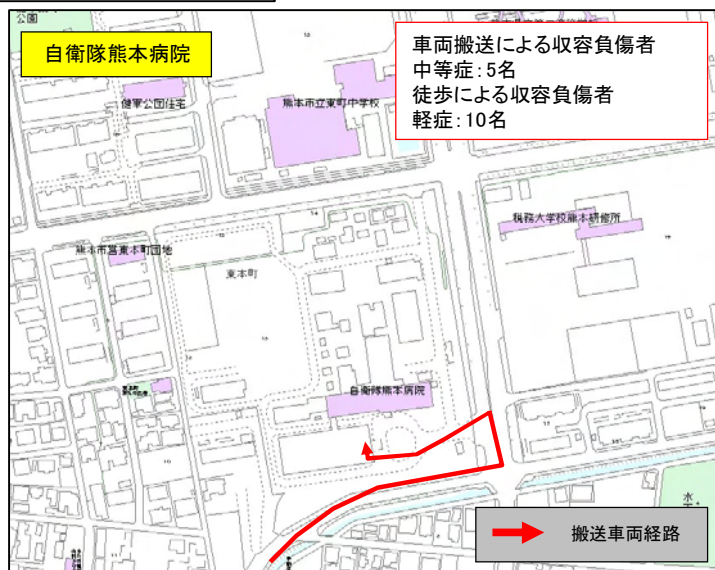 公園
自衛隊熊本病院
車両搬送による収容負傷者
中等症:5名
徒歩による収容負傷者
軽症:10名
健軍公団住宅
熊本市立東町中学校
税務大学校熊本研修所
熊本市営東本町団地
東本町
自衛隊熊本病院
水
搬送車両経路